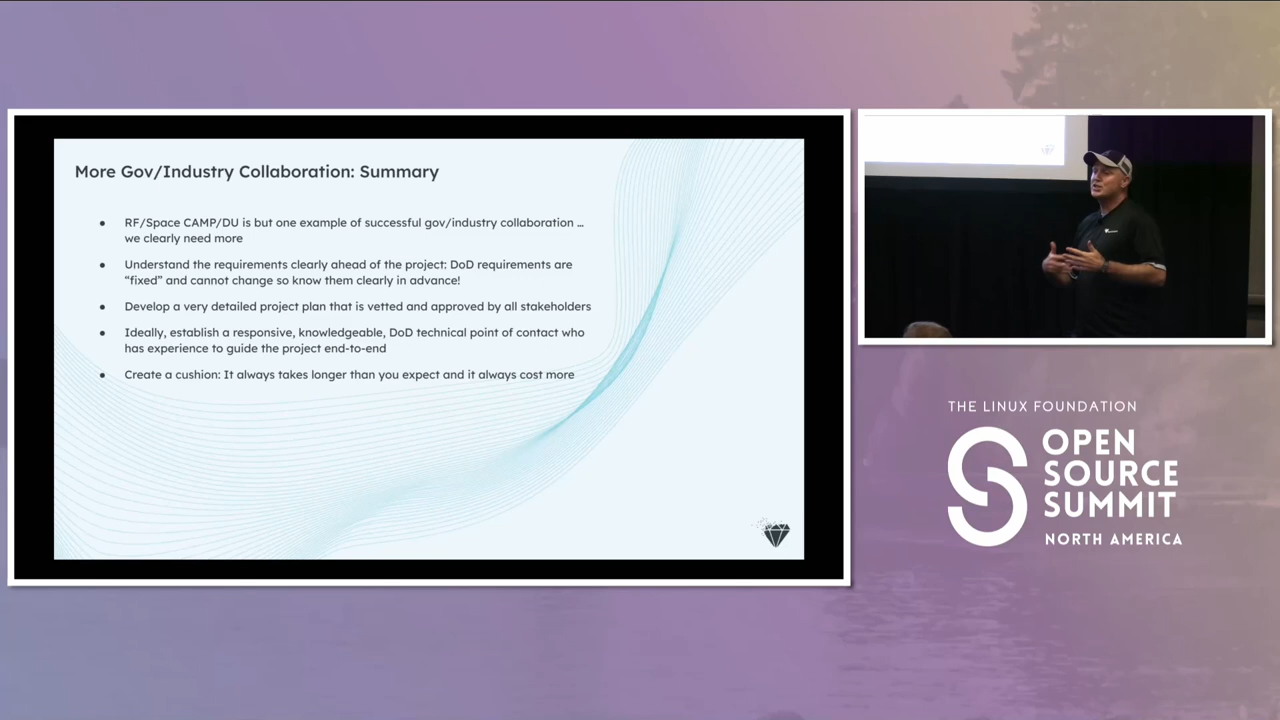 More Gov/Industry Collaboration: Summary
● RF/Space CAMP/DU is but one example of successful gov/industry collaboration ...
we clearly need more
● Understand the requirements clearly ahead of the project: DoD requirements are
“fixed” and cannot change so know them clearly in advance!
● Develop a very detailed project plan that is vetted and approved by all stakeholders
● Ideally, establish a responsive, knowledgeable, DoD technical point of contact who
has experience to guide the project end-to-end
● Create a cushion: It always takes longer than you expect and it always cost more
THE LINUX FOUNDATION
OPEN
SOURCE
SUMMIT
NORTH AMERICA